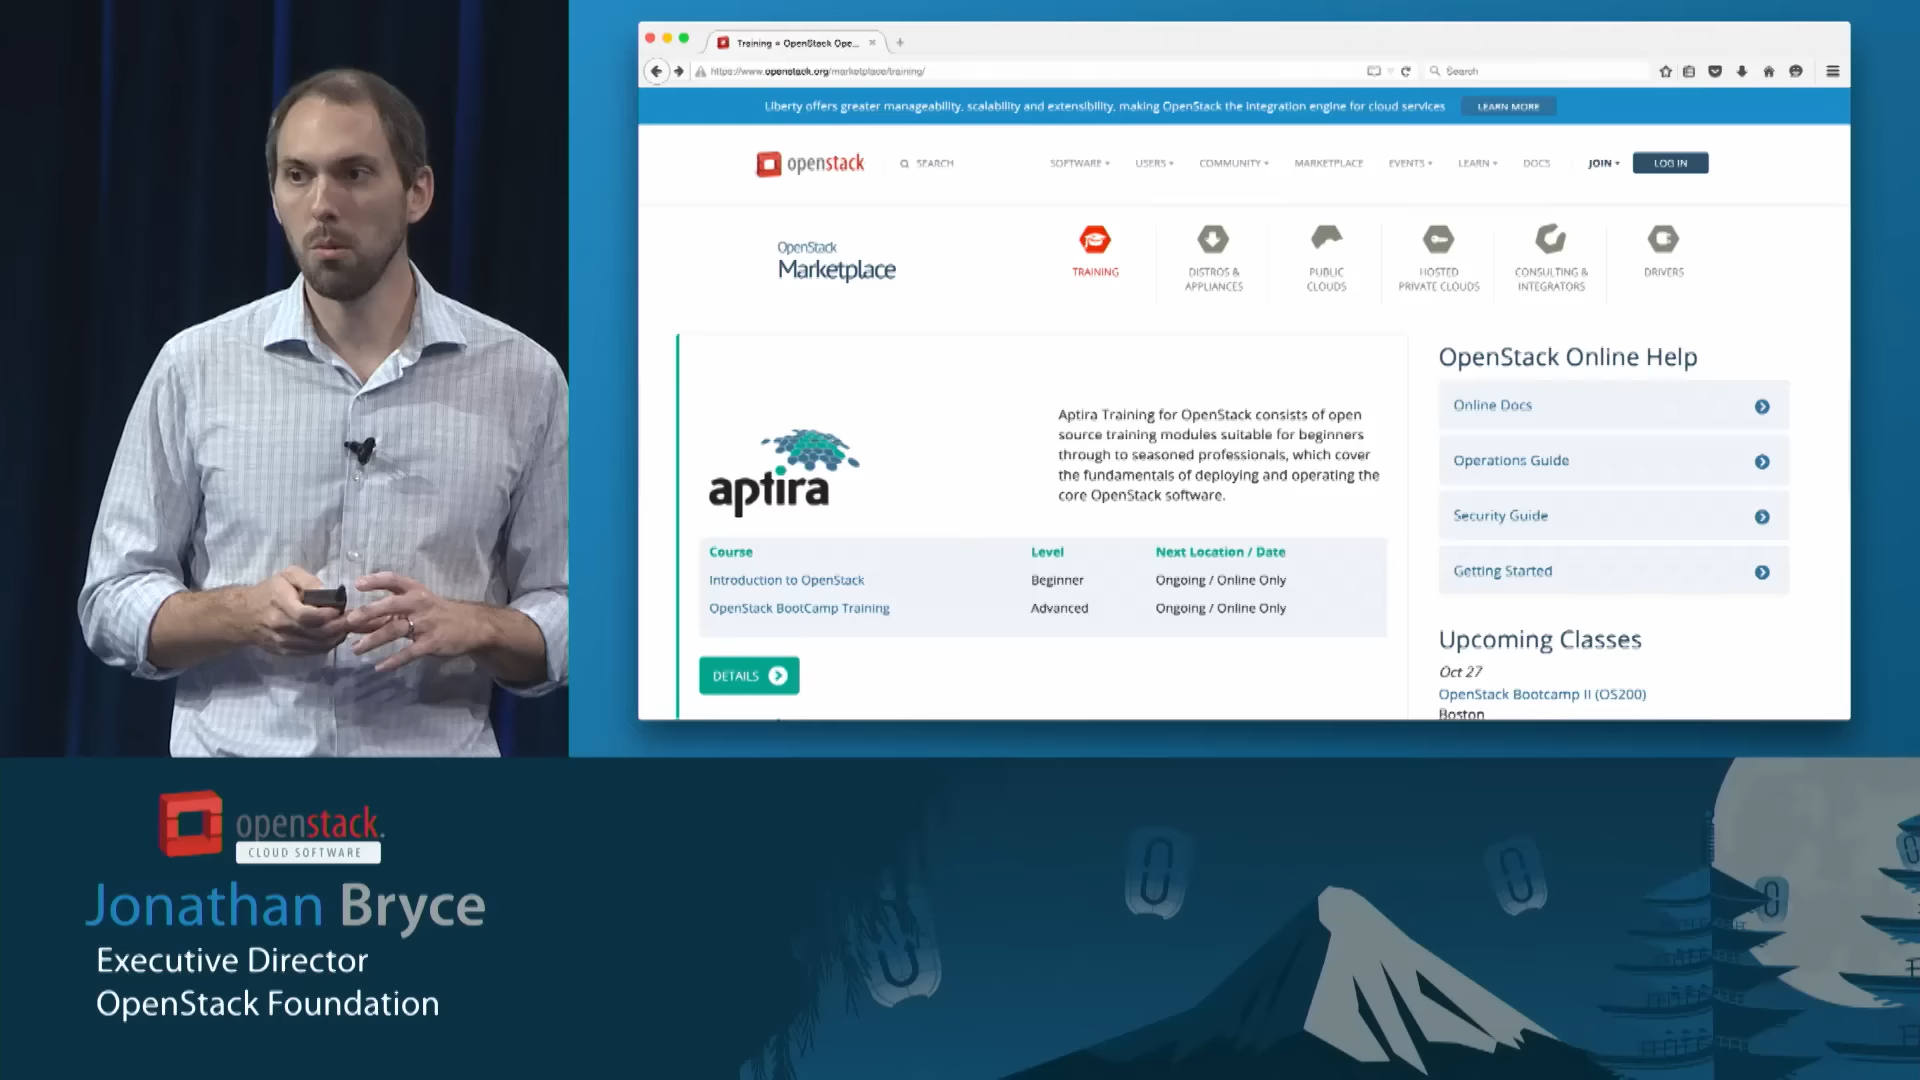 Training » OpenStack Ope...
https://www.openstack.org/marketplace/training/
Search
Liberty offers greater manageability, scalability and extensibility, making OpenStack the integration engine for cloud services
LEARN MORE
openstack
SEARCH
SOFTWARE
USERS
COMMUNITY
MARKETPLACE
EVENTS
LEARN
DOCS
JOIN
LOG IN
OpenStack
Marketplace
TRAINING
DISTROS &
APPLIANCES
PUBLIC
CLOUDS
HOSTED
PRIVATE CLOUDS
CONSULTING &
INTEGRATORS
DRIVERS
aptira
Aptira Training for OpenStack consists of open
source training modules suitable for beginners
through to seasoned professionals, which cover
the fundamentals of deploying and operating the
core OpenStack software.
Course Level Next Location / Date
Introduction to OpenStack Beginner Ongoing / Online Only
OpenStack BootCamp Training Advanced Ongoing / Online Only
DETAILS
OpenStack Online Help
Online Docs
Operations Guide
Security Guide
Getting Started
Upcoming Classes
Oct 27
OpenStack Bootcamp II (OS200)
Boston
openstack.
CLOUD SOFTWARE
Jonathan Bryce
Executive Director
OpenStack Foundation